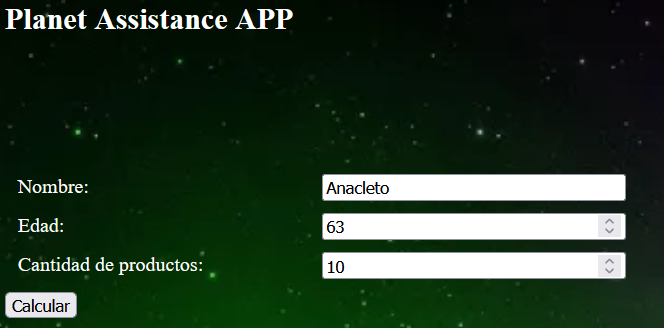 Planet Assistance APP
Nombre: Anacleto
Edad: 63
Cantidad de productos: 10
Calcular